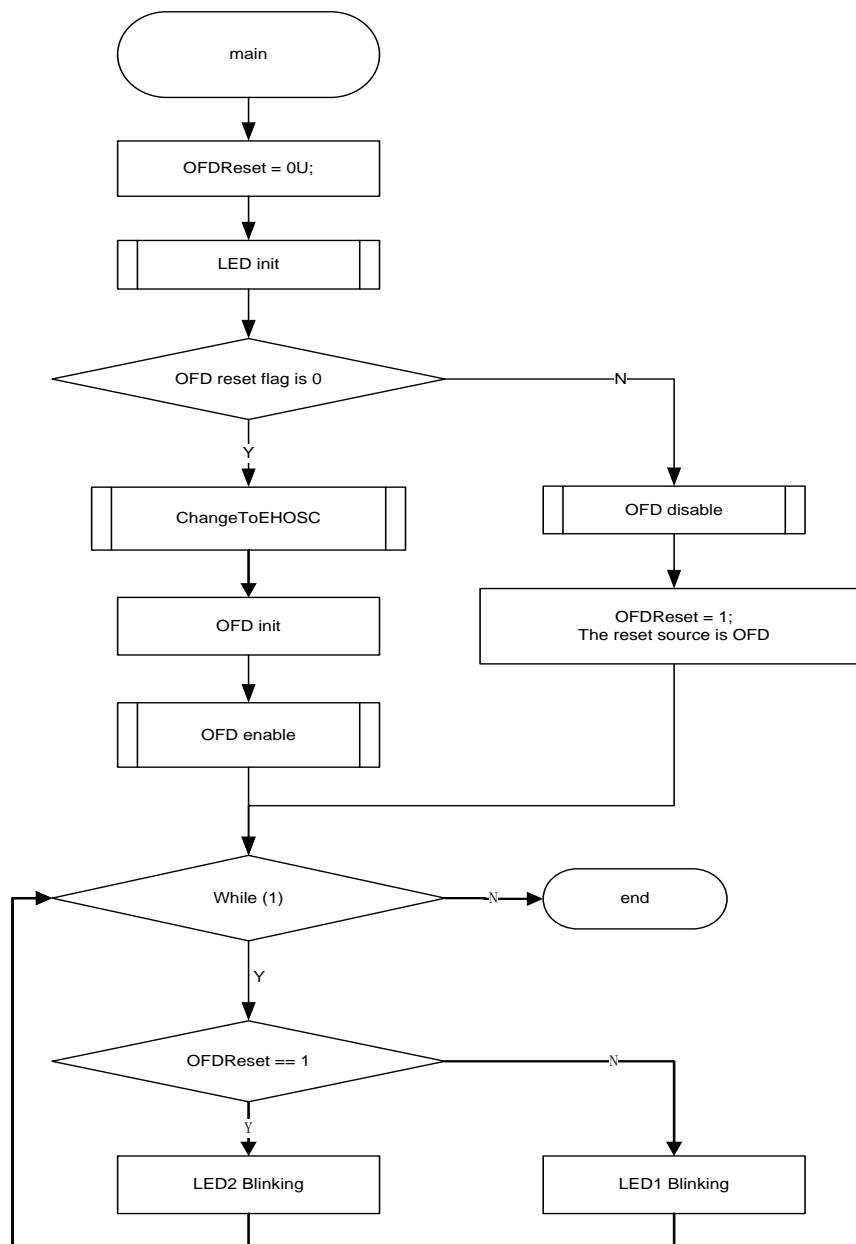 main
OFDReset = 0U;
LED init
OFD reset flag is 0
N
Y
ChangeToEHOSC
OFD disable
OFD init
OFDReset = 1;
The reset source is OFD
OFD enable
While (1)
N
end
Y
OFDReset == 1
N
Y
LED2 Blinking
LED1 Blinking